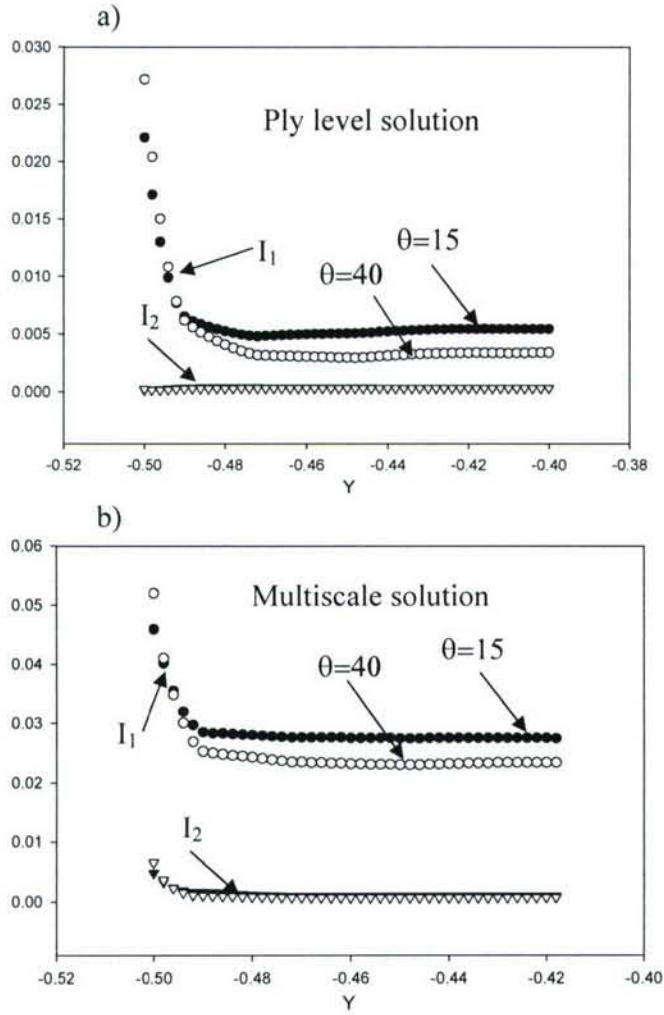 a)
0.030
0.025
0.020
0.015
0.010
0.005
0.000
Ply level solution
I1
θ=15
θ=40
I2
-0.52 -0.50 -0.48 -0.46 -0.44 -0.42 -0.40 -0.38
Y
b)
0.06
0.05
0.04
0.03
0.02
0.01
0.00
Multiscale solution
θ=15
θ=40
I1
I2
-0.52 -0.50 -0.48 -0.46 -0.44 -0.42 -0.40
Y